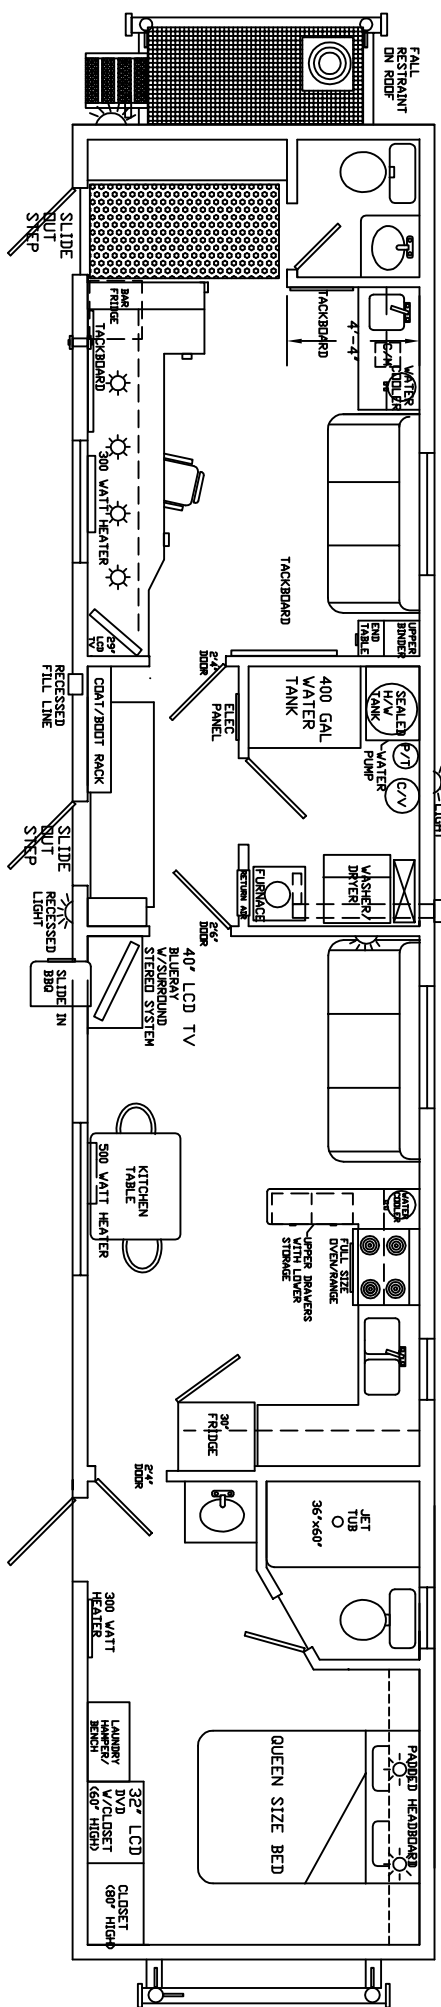 FALL
RESTRAINT
ON ROOF
SLIDE
OUT
STEP
BAR
FRIDGE
TACKBOARD
TACKBOARD
4'-4"
C/M
WATER
COOLER
300 WATT HEATER
29"
LCD
TV
TACKBOARD
UPPER
BINDER
END
TABLE
2'4"
DOOR
RECESSED
FILL LINE
COAT/BOOT RACK
ELEC
PANEL
400 GAL
WATER
TANK
SEALED
H/W
TANK
P/T
WATER
PUMP
C/V
LIGHT
SLIDE
OUT
STEP
RECESSED
LIGHT
2'6"
DOOR
RETURN AIR
FURNACE
WASHER/
DRYER
SLIDE IN
BBQ
40" LCD TV
BLUERAY
W/SURROUND
STEREO SYSTEM
KITCHEN
TABLE
500 WATT HEATER
WATER
COOLER
FULL SIZE
OVEN/RANGE
UPPER DRAWERS
WITH LOWER
STORAGE
30"
FRIDGE
2'4"
DOOR
JET
TUB
36"x60"
300 WATT
HEATER
LAUNDRY
HAMPER/
BENCH
32" LCD
DVD
W/CLOSET
(60" HIGH)
CLOSET
(80" HIGH)
QUEEN SIZE BED
PADDED HEADBOARD